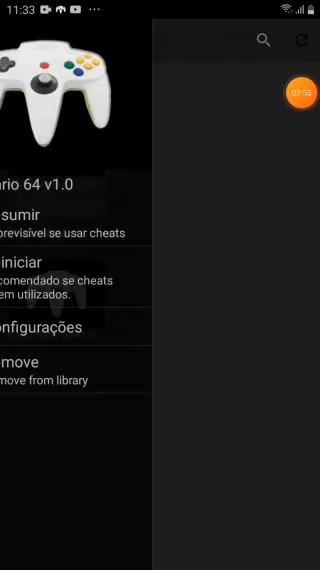 11:33
07:55
ario 64 v1.0
sumir
previsível se usar cheats
iniciar
comendado se cheats
em utilizados.
onfigurações
move
move from library